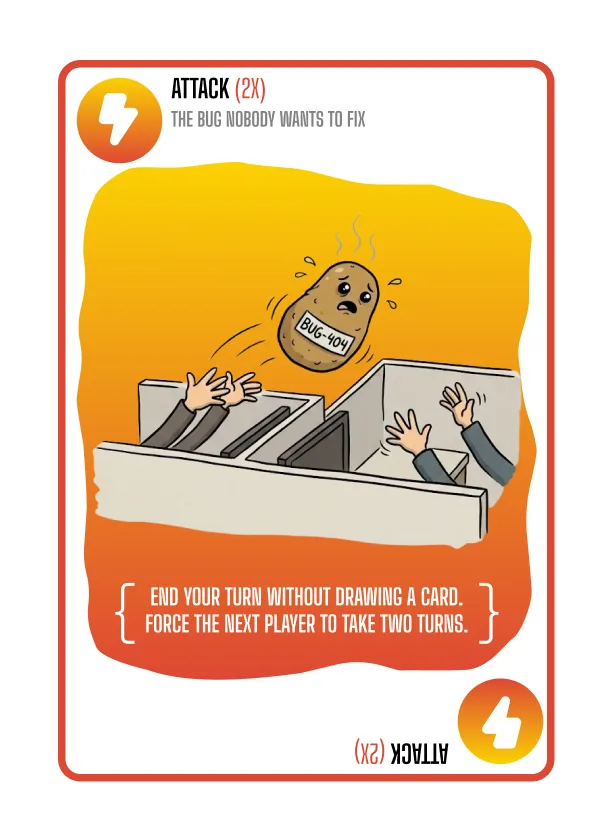 ATTACK (2X)
THE BUG NOBODY WANTS TO FIX
BUG-404
{ END YOUR TURN WITHOUT DRAWING A CARD.
FORCE THE NEXT PLAYER TO TAKE TWO TURNS. }
ATTACK (2X)